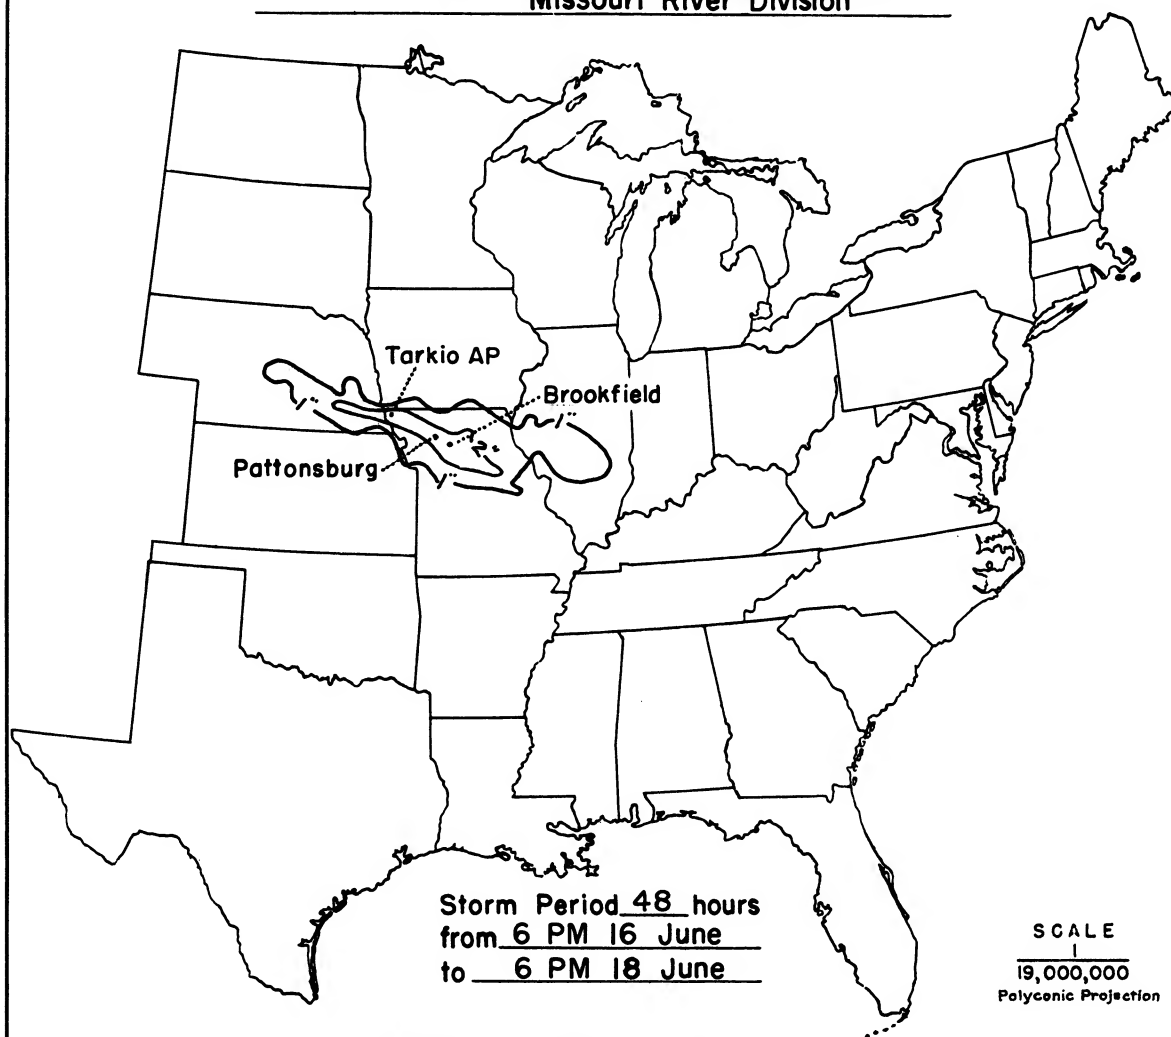 Missouri River Division
Tarkio AP
Brookfield
1"
1"
2"
Pattonsburg
1"
Storm Period 48 hours
from 6 PM 16 June
to 6 PM 18 June
SCALE
1
19,000,000
Polyconic Projection